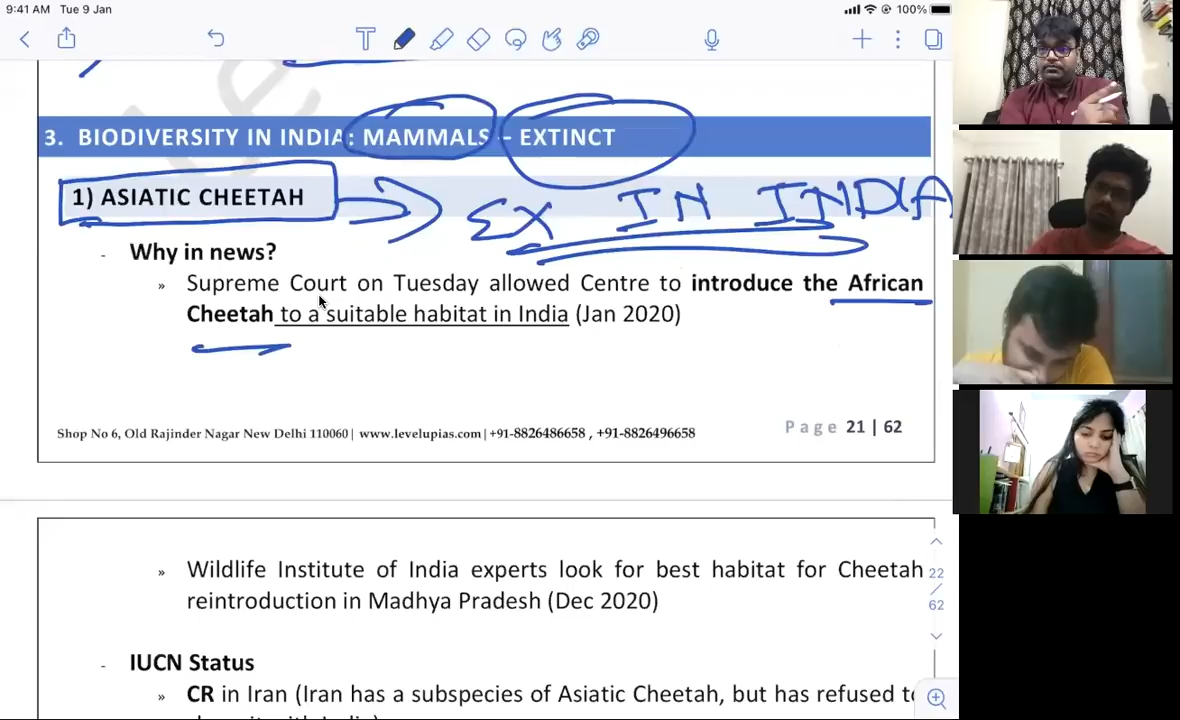 9:41 AM Tue 9 Jan
100%
3. BIODIVERSITY IN INDIA: MAMMALS – EXTINCT
1) ASIATIC CHEETAH
EX IN INDIA
- Why in news?
» Supreme Court on Tuesday allowed Centre to introduce the African
Cheetah to a suitable habitat in India (Jan 2020)
Shop No 6, Old Rajinder Nagar New Delhi 110060| www.levelupias.com| +91-8826486658 , +91-8826496658
Page 21 | 62
» Wildlife Institute of India experts look for best habitat for Cheetah
reintroduction in Madhya Pradesh (Dec 2020)
22
/
62
- IUCN Status
» CR in Iran (Iran has a subspecies of Asiatic Cheetah, but has refused to